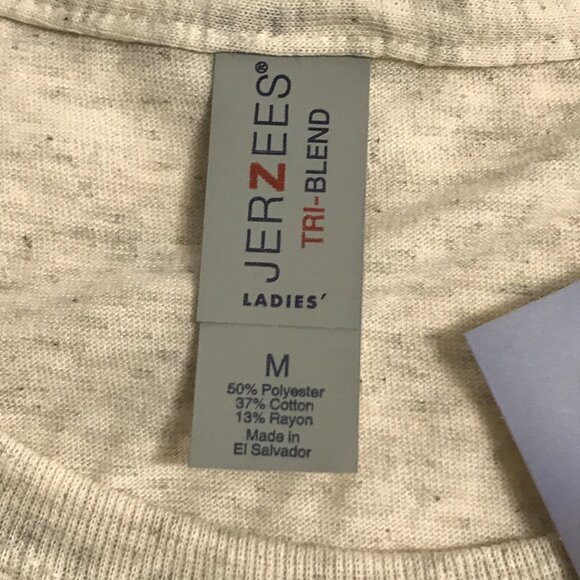 JERZEES®
TRI-BLEND
LADIES'
M
50% Polyester
37% Cotton
13% Rayon
Made in
El Salvador